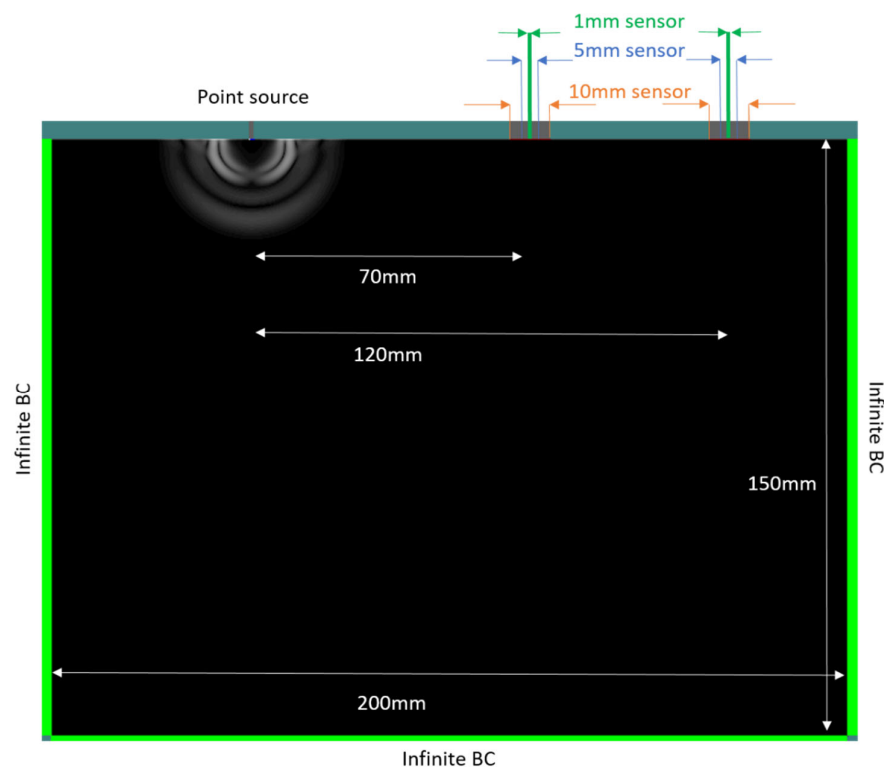 1mm sensor
5mm sensor
10mm sensor
Point source
70mm
120mm
Infinite BC
Infinite BC
150mm
200mm
Infinite BC